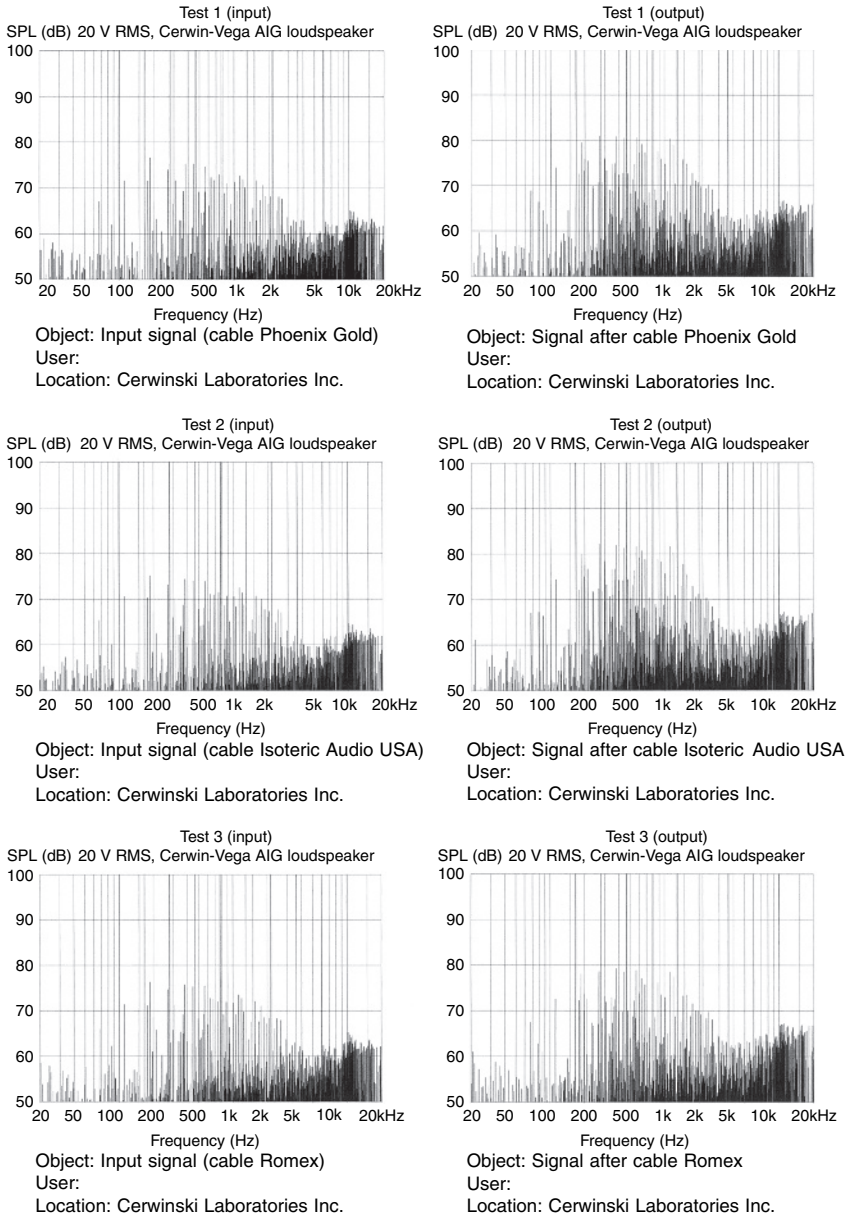 Test 1 (input)
SPL (dB) 20 V RMS, Cerwin-Vega AIG loudspeaker
100
90
80
70
60
50
20 50 100 200 500 1k 2k 5k 10k 20kHz
Frequency (Hz)
Object: Input signal (cable Phoenix Gold)
User:
Location: Cerwinski Laboratories Inc.
Test 1 (output)
SPL (dB) 20 V RMS, Cerwin-Vega AIG loudspeaker
100
90
80
70
60
50
20 50 100 200 500 1k 2k 5k 10k 20kHz
Frequency (Hz)
Object: Signal after cable Phoenix Gold
User:
Location: Cerwinski Laboratories Inc.
Test 2 (input)
SPL (dB) 20 V RMS, Cerwin-Vega AIG loudspeaker
100
90
80
70
60
50
20 50 100 200 500 1k 2k 5k 10k 20kHz
Frequency (Hz)
Object: Input signal (cable Isoteric Audio USA)
User:
Location: Cerwinski Laboratories Inc.
Test 2 (output)
SPL (dB) 20 V RMS, Cerwin-Vega AIG loudspeaker
100
90
80
70
60
50
20 50 100 200 500 1k 2k 5k 10k 20kHz
Frequency (Hz)
Object: Signal after cable Isoteric Audio USA
User:
Location: Cerwinski Laboratories Inc.
Test 3 (input)
SPL (dB) 20 V RMS, Cerwin-Vega AIG loudspeaker
100
90
80
70
60
50
20 50 100 200 500 1k 2k 5k 10k 20kHz
Frequency (Hz)
Object: Input signal (cable Romex)
User:
Location: Cerwinski Laboratories Inc.
Test 3 (output)
SPL (dB) 20 V RMS, Cerwin-Vega AIG loudspeaker
100
90
80
70
60
50
20 50 100 200 500 1k 2k 5k 10k 20kHz
Frequency (Hz)
Object: Signal after cable Romex
User:
Location: Cerwinski Laboratories Inc.